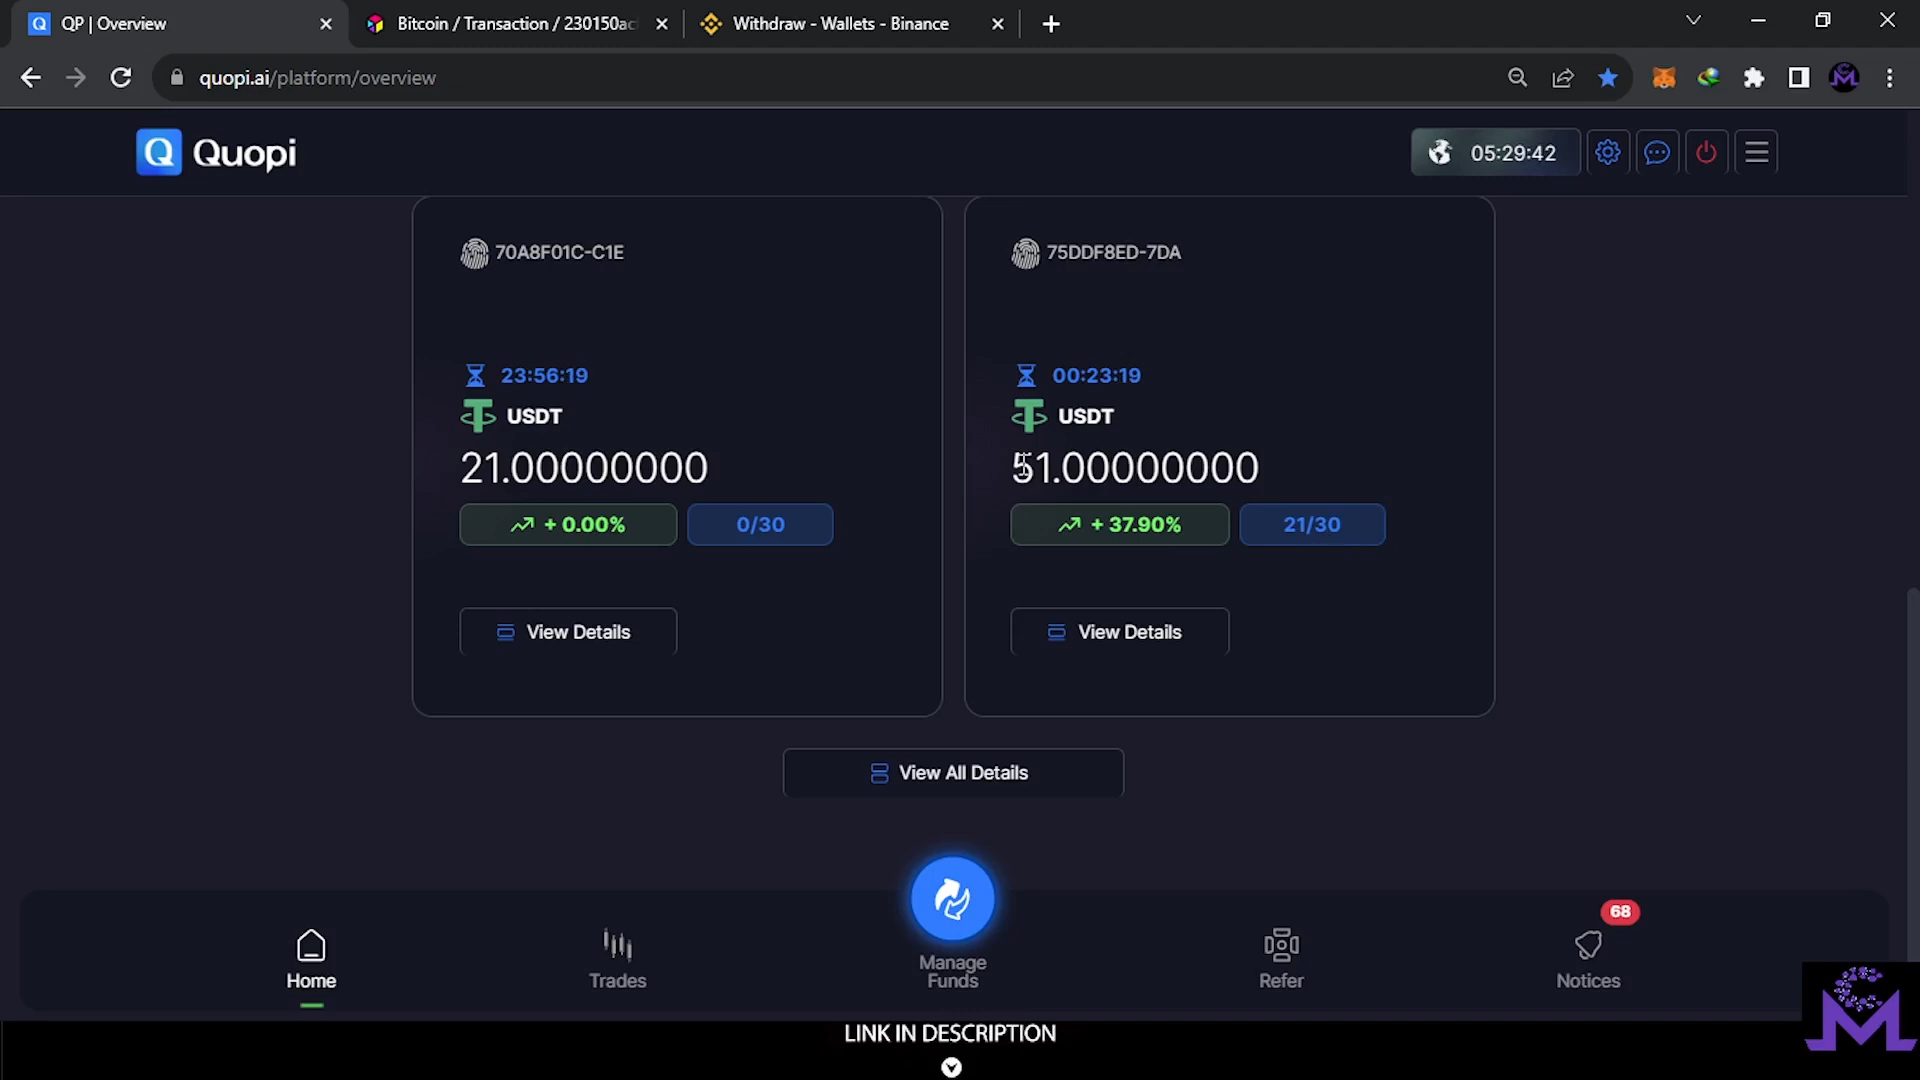 QP | Overview
Bitcoin / Transaction / 230150ac
Withdraw - Wallets - Binance
quopi.ai/platform/overview
Quopi
05:29:42
70A8F01C-C1E
23:56:19
USDT
21.00000000
+ 0.00%
0/30
View Details
75DDF8ED-7DA
00:23:19
USDT
51.00000000
+ 37.90%
21/30
View Details
View All Details
Home
Trades
Manage
Funds
Refer
68
Notices
LINK IN DESCRIPTION